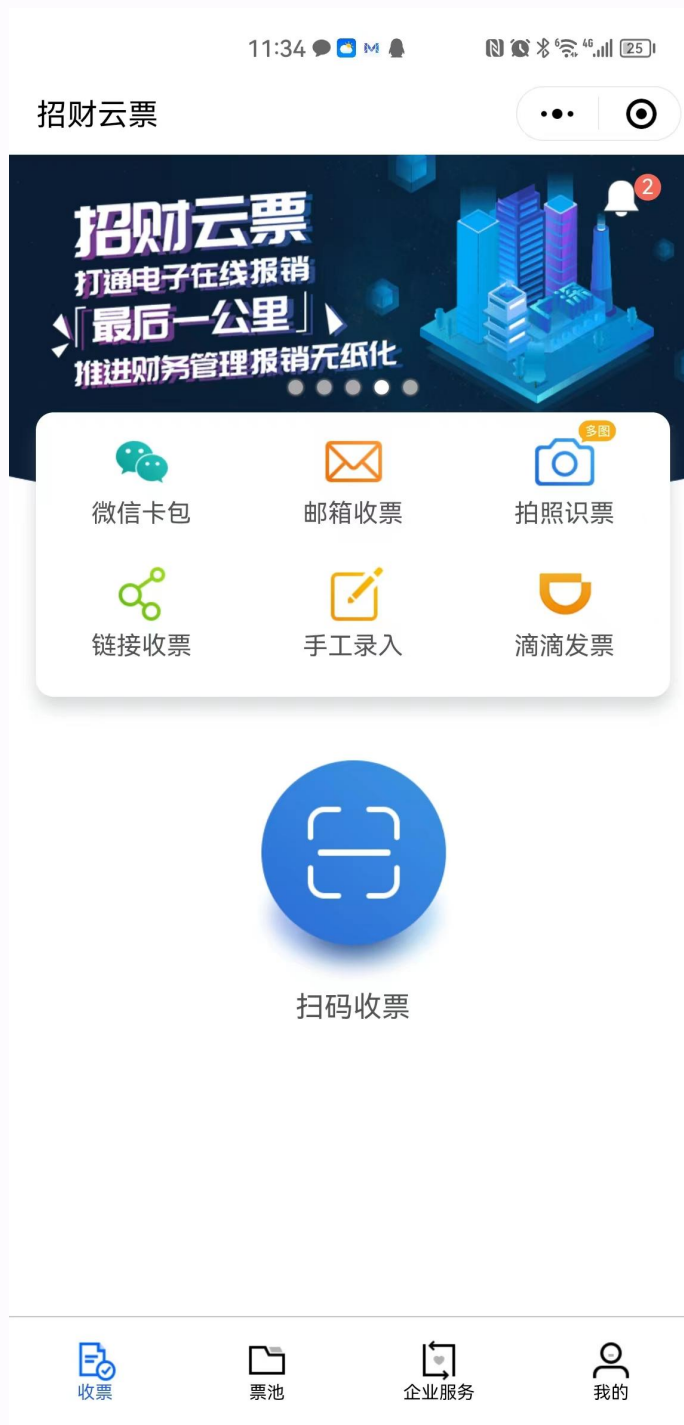 11:34
25
招财云票
2
招财云票
打通电子在线报销
「最后一公里」
推进财务管理报销无纸化
多图
微信卡包
邮箱收票
拍照识票
链接收票
手工录入
滴滴发票
扫码收票
收票
票池
企业服务
我的